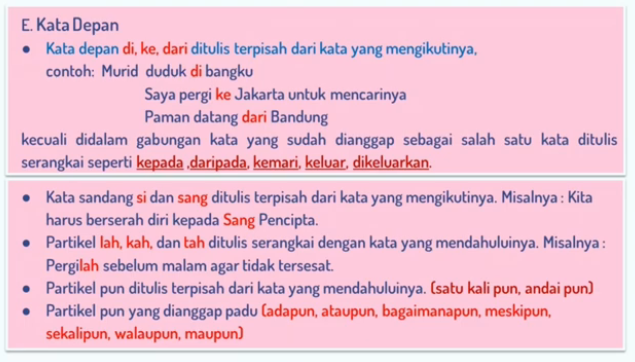 E. Kata Depan
● Kata depan di, ke, dari ditulis terpisah dari kata yang mengikutinya,
contoh: Murid duduk di bangku
Saya pergi ke Jakarta untuk mencarinya
Paman datang dari Bandung
kecuali didalam gabungan kata yang sudah dianggap sebagai salah satu kata ditulis
serangkai seperti kepada ,daripada, kemari, keluar, dikeluarkan.
● Kata sandang si dan sang ditulis terpisah dari kata yang mengikutinya. Misalnya : Kita
harus berserah diri kepada Sang Pencipta.
● Partikel lah, kah, dan tah ditulis serangkai dengan kata yang mendahuluinya. Misalnya :
Pergilah sebelum malam agar tidak tersesat.
● Partikel pun ditulis terpisah dari kata yang mendahuluinya. (satu kali pun, andai pun)
● Partikel pun yang dianggap padu (adapun, ataupun, bagaimanapun, meskipun,
sekalipun, walaupun, maupun)